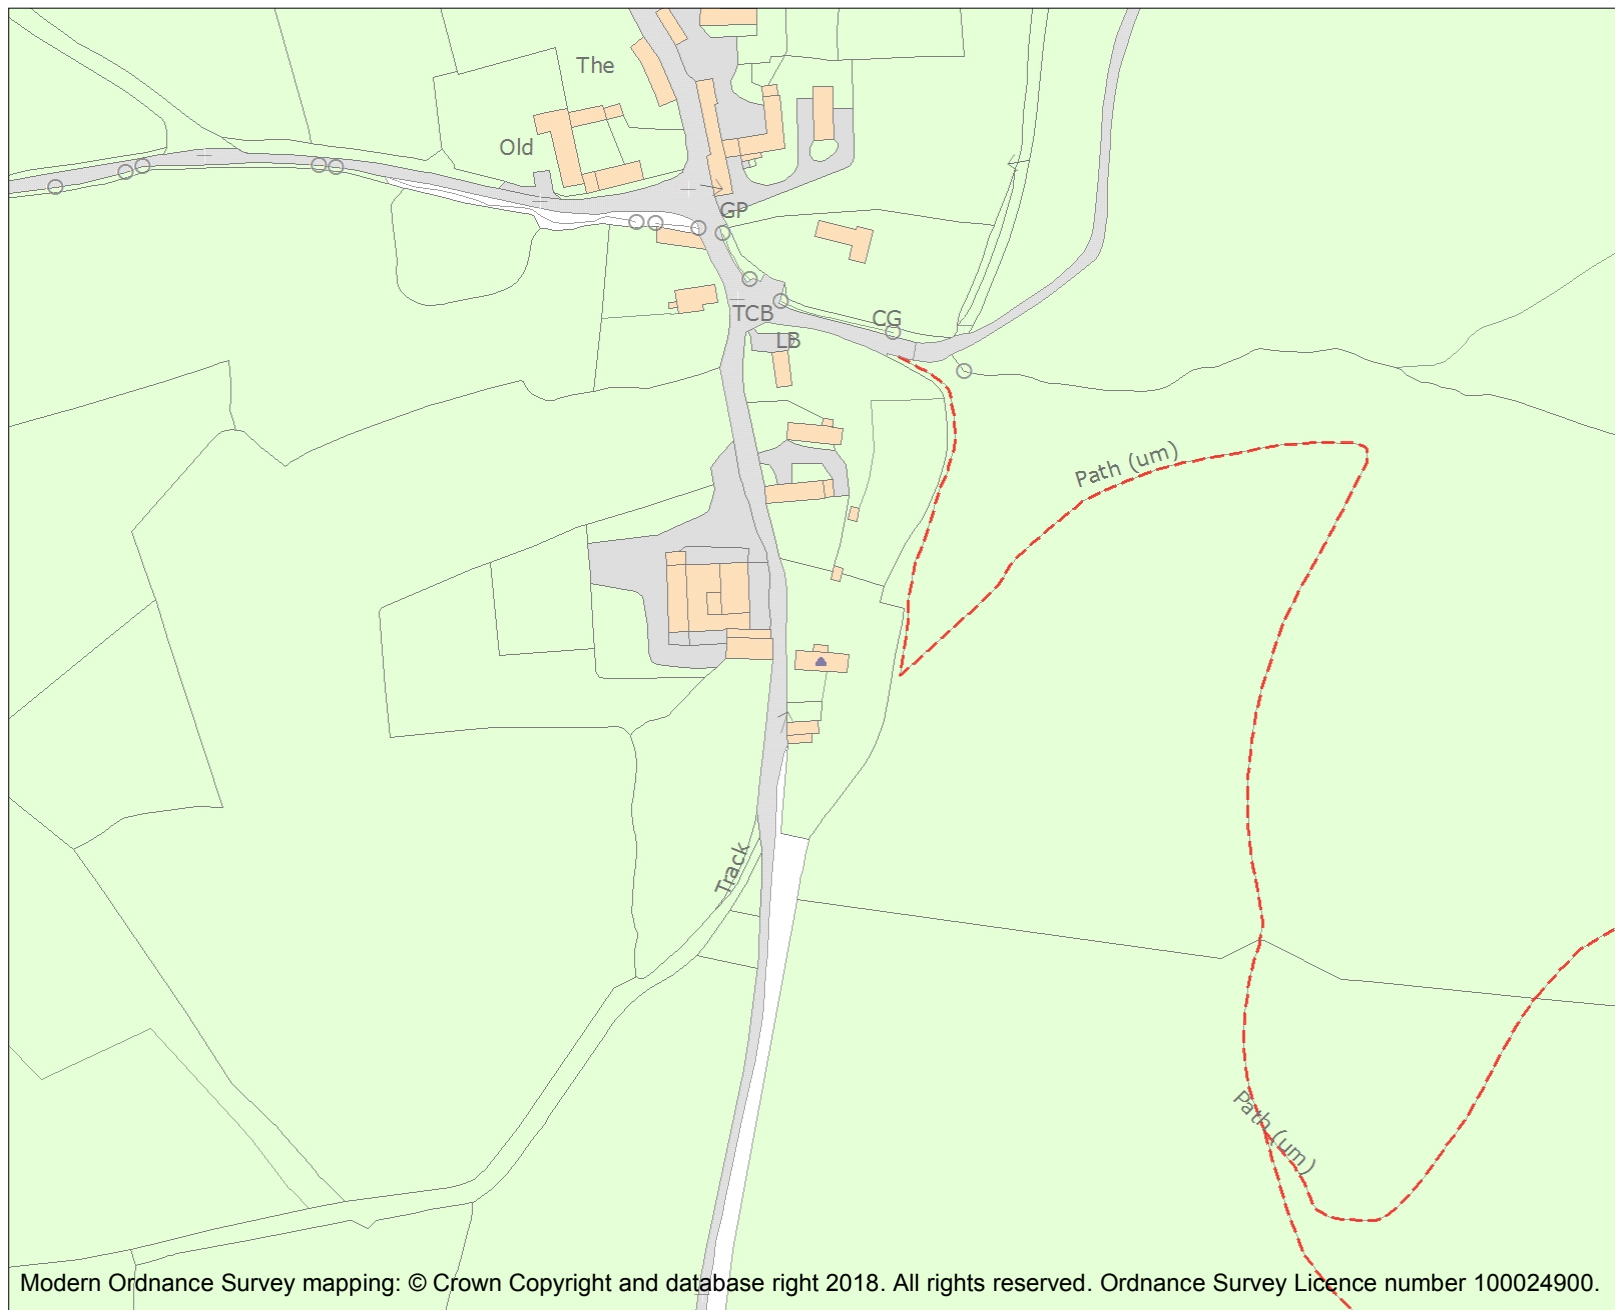 The
Old
GP
TCB
CG
LB
Path (um)
Track
Path (um)
Modern Ordnance Survey mapping: © Crown Copyright and database right 2018. All rights reserved. Ordnance Survey Licence number 100024900.